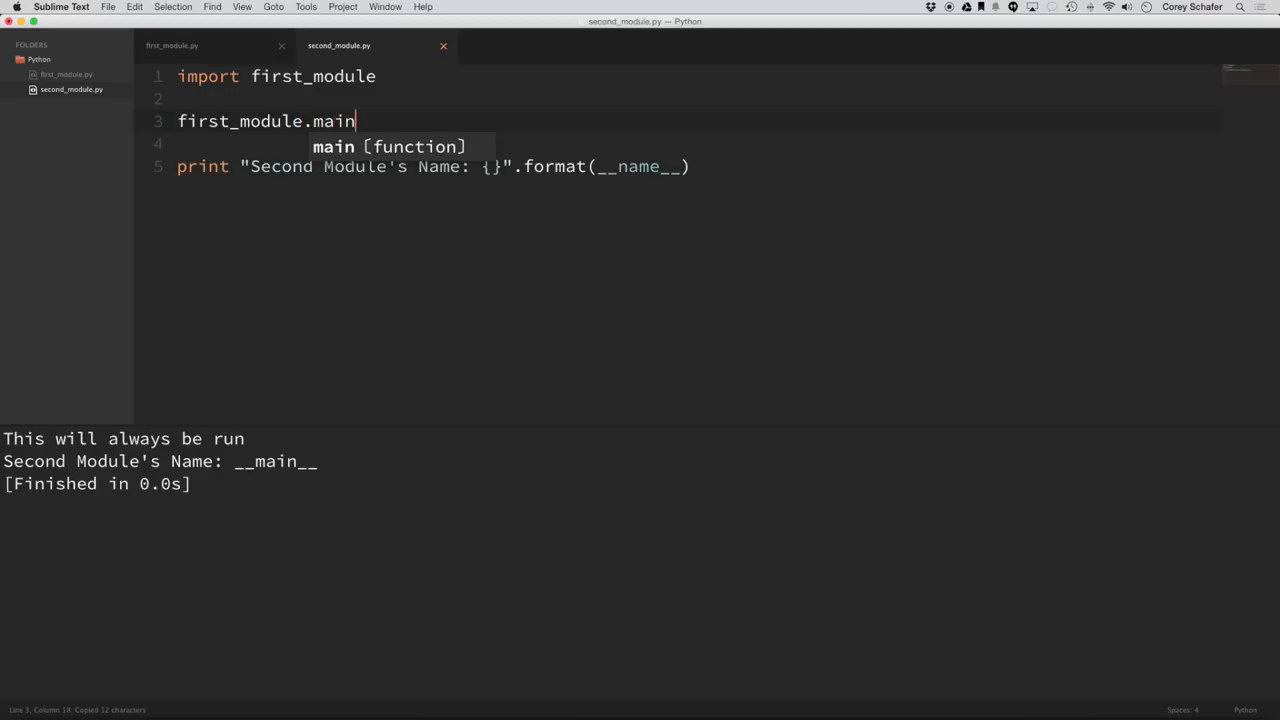 Sublime Text File Edit Selection Find View Goto Tools Project Window Help Corey Schafer
second_module.py — Python
FOLDERS
Python
first_module.py
second_module.py
first_module.py second_module.py
1 import first_module
2
3 first_module.main
main [function]
4
5 print "Second Module's Name: {}".format(__name__)
This will always be run
Second Module's Name: __main__
[Finished in 0.0s]
Line 3, Column 18, Copied 12 characters Spaces: 4 Python